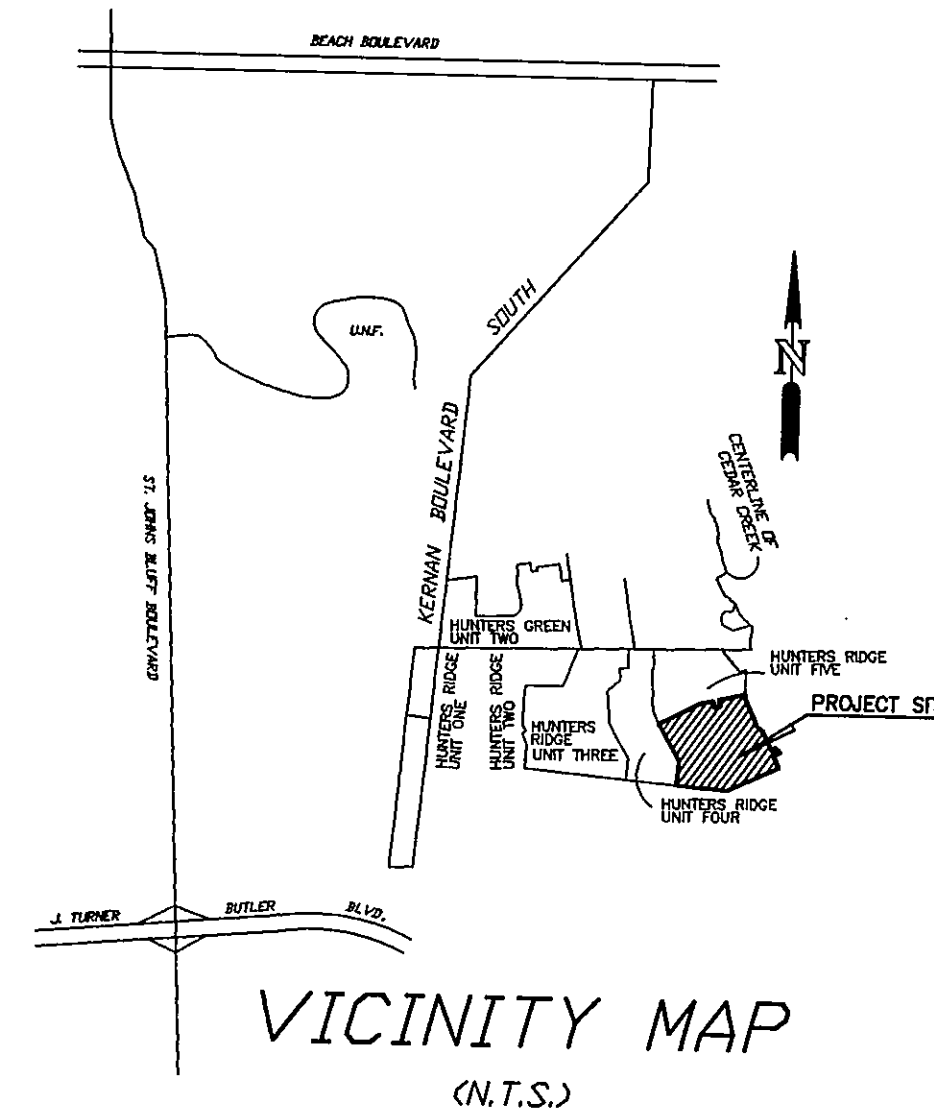 BEACH BOULEVARD
SOUTH
U.N.F.
N
KERNAN BOULEVARD
CENTERLINE OF
CEDAR CREEK
ST. JOHNS BLUFF BOULEVARD
HUNTERS GREEN
UNIT TWO
HUNTERS RIDGE
UNIT ONE
HUNTERS RIDGE
UNIT TWO
HUNTERS
RIDGE
UNIT THREE
HUNTERS RIDGE
UNIT FIVE
PROJECT
HUNTERS RIDGE
UNIT FOUR
J. TURNER BUTLER BLVD.
VICINITY MAP
(N.T.S.)